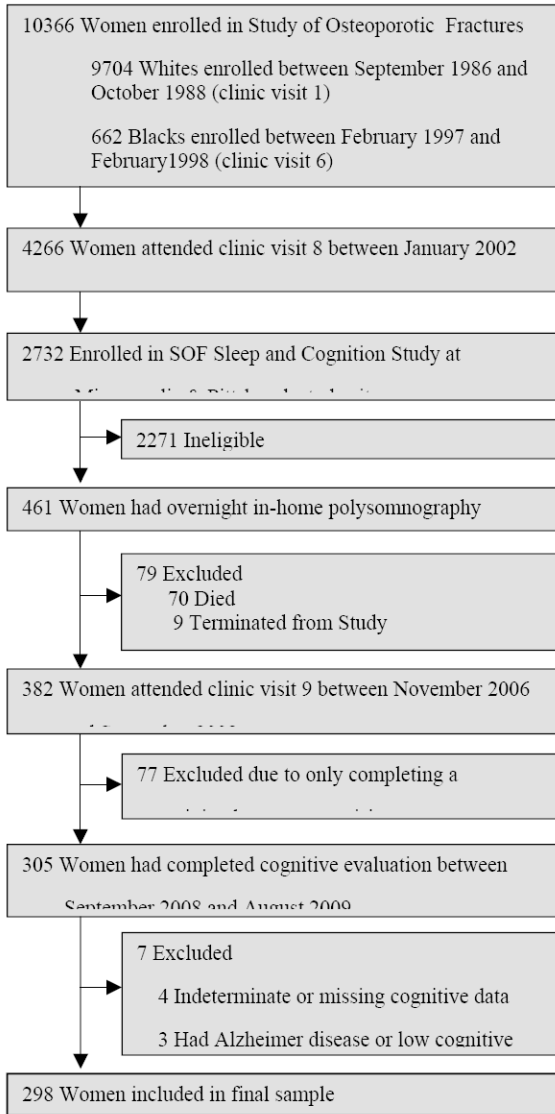 10366 Women enrolled in Study of Osteoporotic Fractures
9704 Whites enrolled between September 1986 and
October 1988 (clinic visit 1)
662 Blacks enrolled between February 1997 and
February1998 (clinic visit 6)
4266 Women attended clinic visit 8 between January 2002
2732 Enrolled in SOF Sleep and Cognition Study at
2271 Ineligible
461 Women had overnight in-home polysomnography
79 Excluded
70 Died
9 Terminated from Study
382 Women attended clinic visit 9 between November 2006
77 Excluded due to only completing a
305 Women had completed cognitive evaluation between
September 2008 and August 2009
7 Excluded
4 Indeterminate or missing cognitive data
3 Had Alzheimer disease or low cognitive
298 Women included in final sample